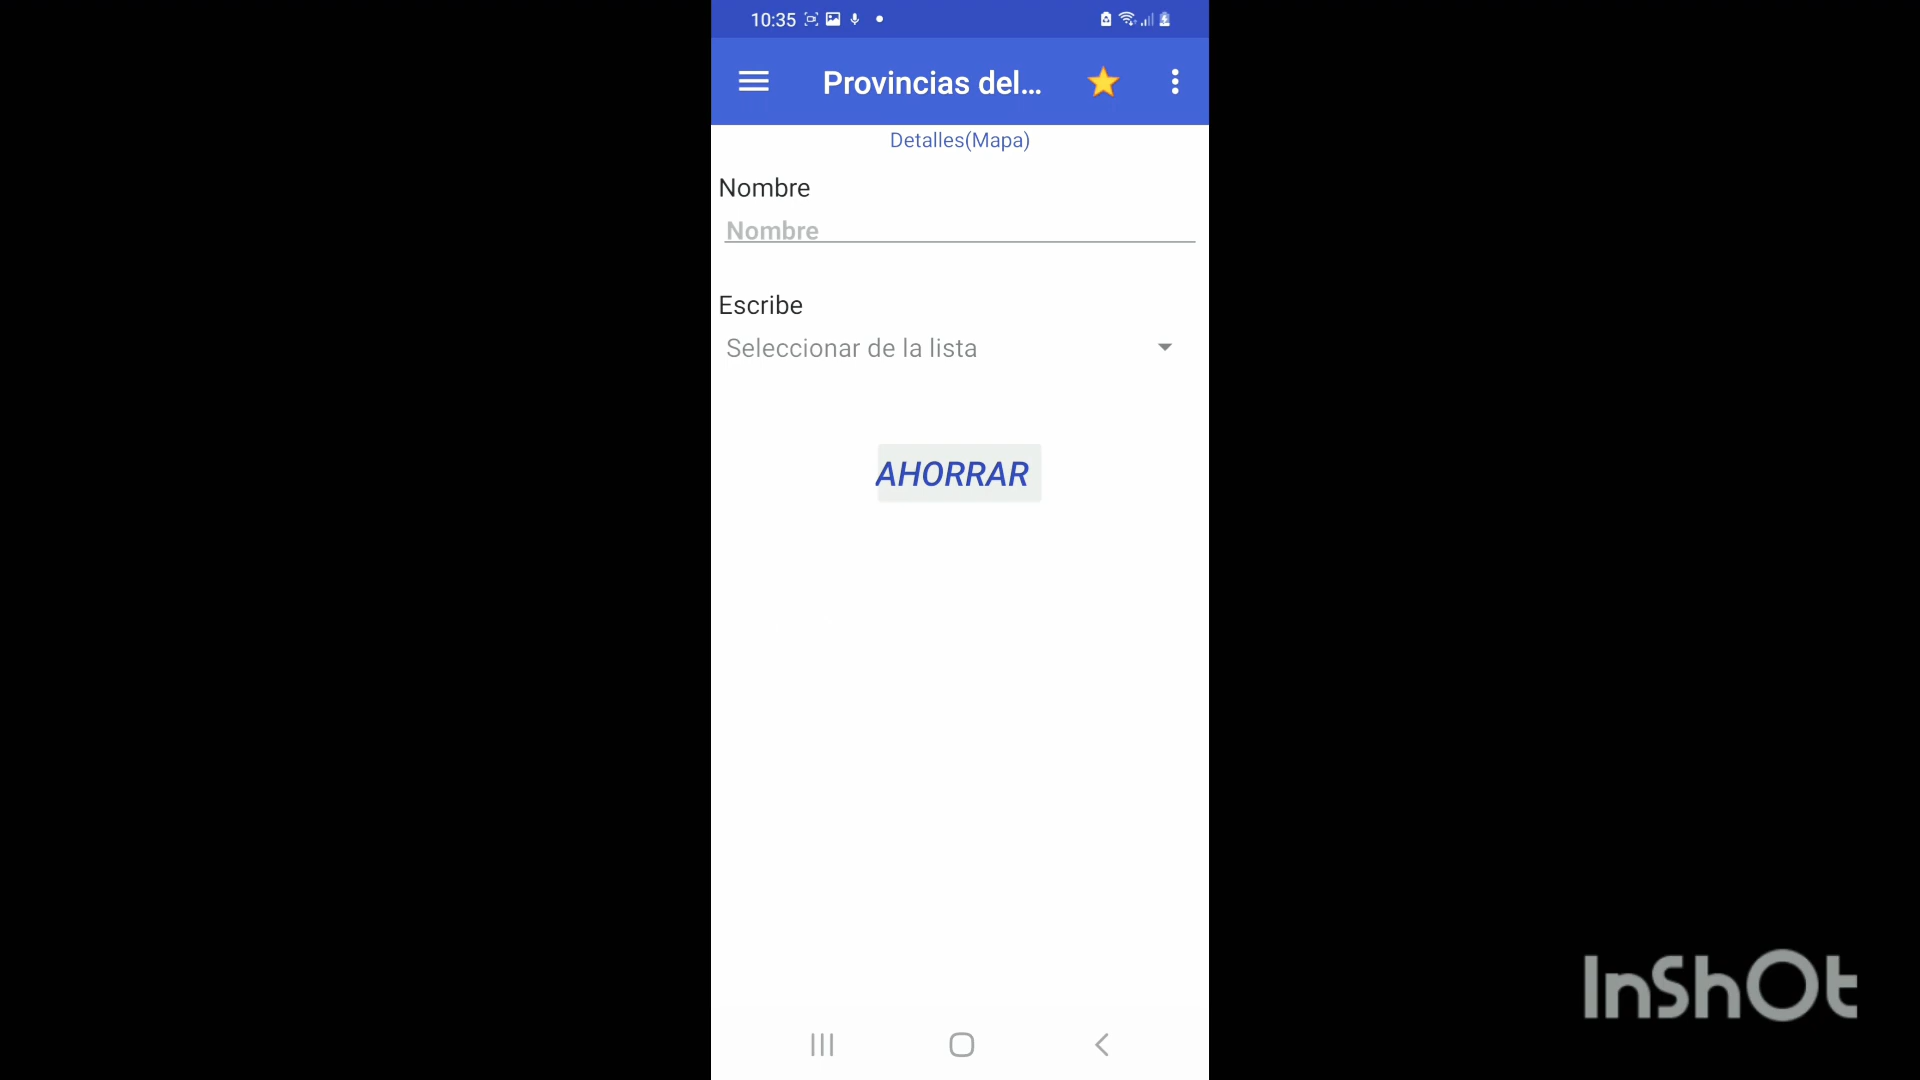 10:35
Provincias del...
Detalles(Mapa)
Nombre
Nombre
Escribe
Seleccionar de la lista
AHORRAR
InShOt